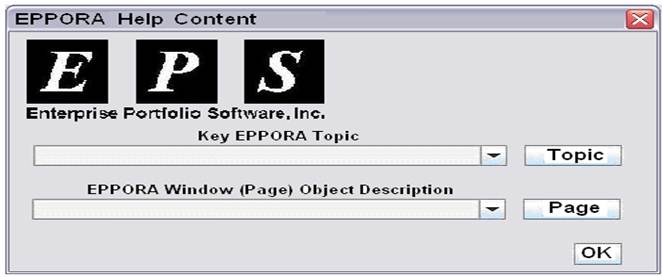 EPPORA Help Content
E P S
Enterprise Portfolio Software, Inc.
Key EPPORA Topic
Topic
EPPORA Window (Page) Object Description
Page
OK